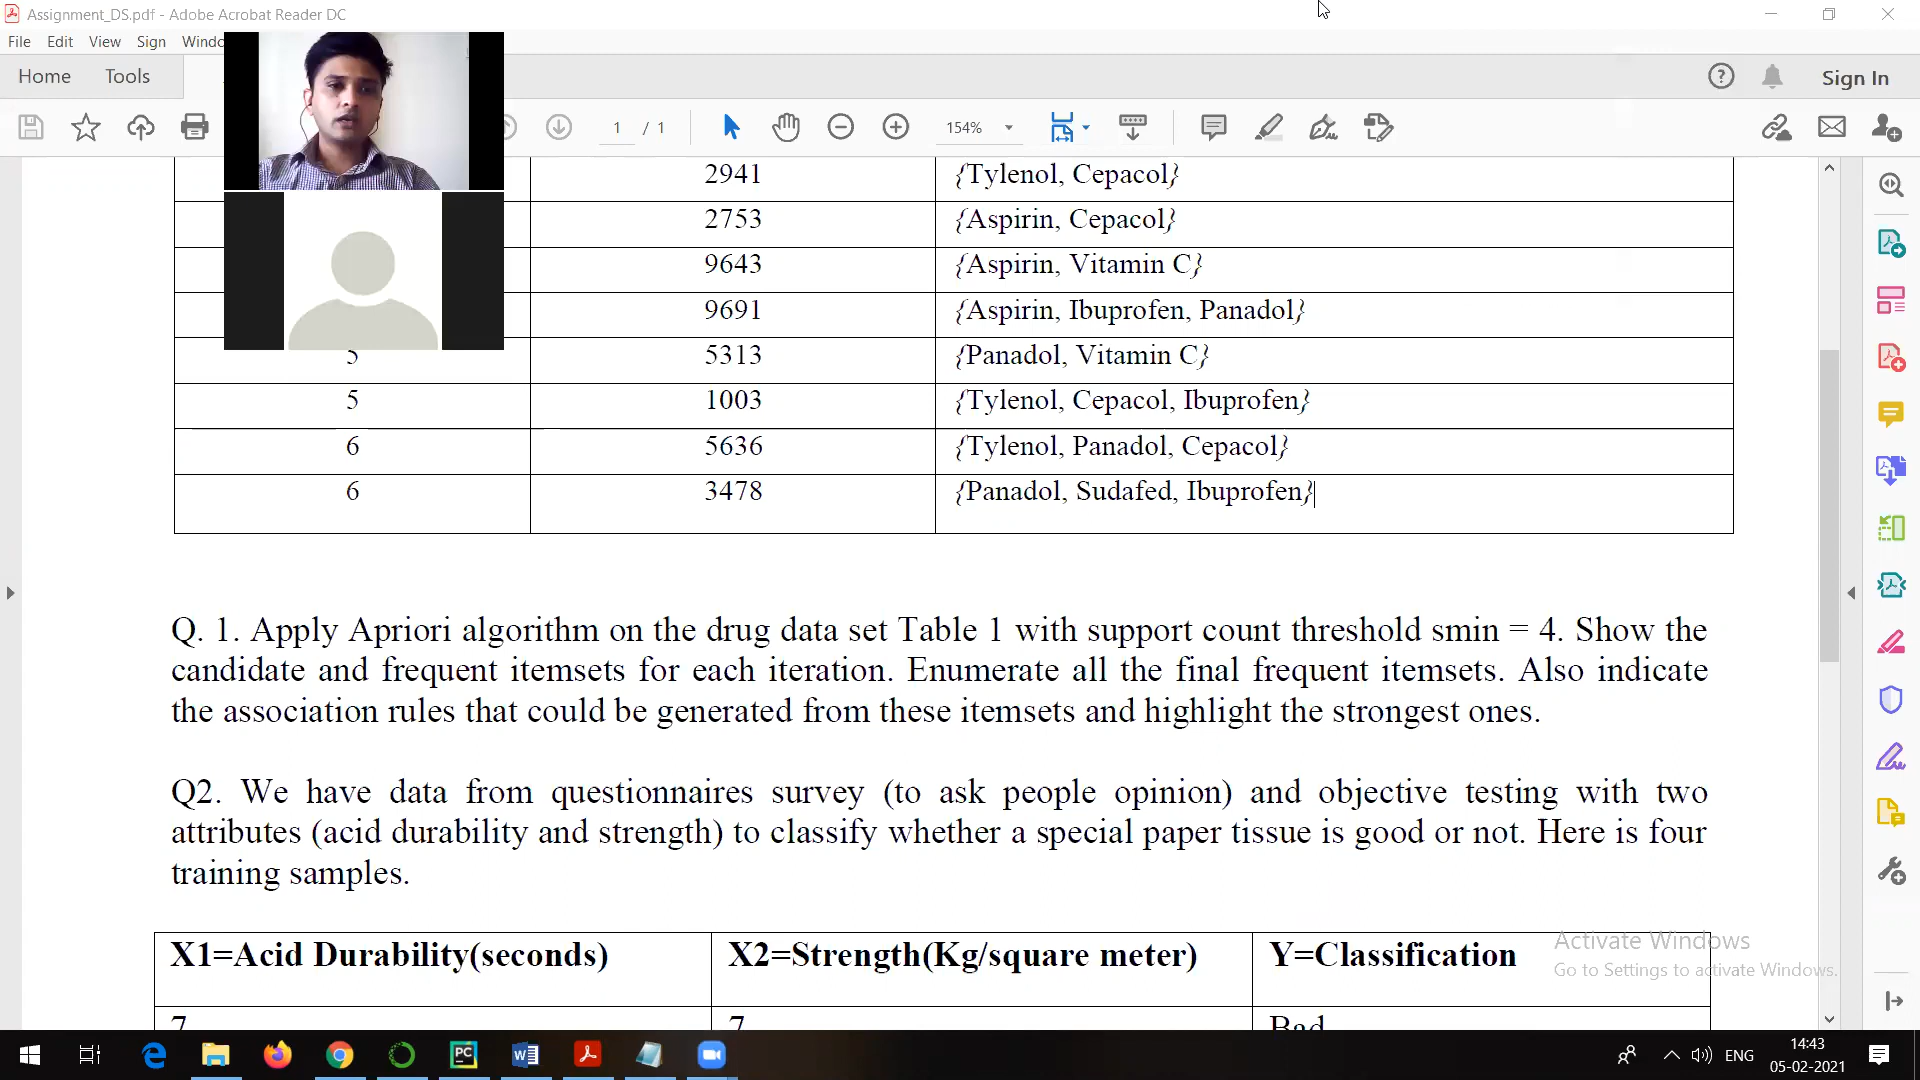 Assignment_DS.pdf - Adobe Acrobat Reader DC
File Edit View Sign Windo
Home Tools
Sign In
1 / 1
154%
2941 {Tylenol, Cepacol}
2753 {Aspirin, Cepacol}
9643 {Aspirin, Vitamin C}
9691 {Aspirin, Ibuprofen, Panadol}
5 5313 {Panadol, Vitamin C}
5 1003 {Tylenol, Cepacol, Ibuprofen}
6 5636 {Tylenol, Panadol, Cepacol}
6 3478 {Panadol, Sudafed, Ibuprofen}
Q. 1. Apply Apriori algorithm on the drug data set Table 1 with support count threshold smin = 4. Show the
candidate and frequent itemsets for each iteration. Enumerate all the final frequent itemsets. Also indicate
the association rules that could be generated from these itemsets and highlight the strongest ones.
Q2. We have data from questionnaires survey (to ask people opinion) and objective testing with two
attributes (acid durability and strength) to classify whether a special paper tissue is good or not. Here is four
training samples.
X1=Acid Durability(seconds) X2=Strength(Kg/square meter) Y=Classification
7 7 Bad
Activate Windows
Go to Settings to activate Windows.
PC
ENG
14:43
05-02-2021